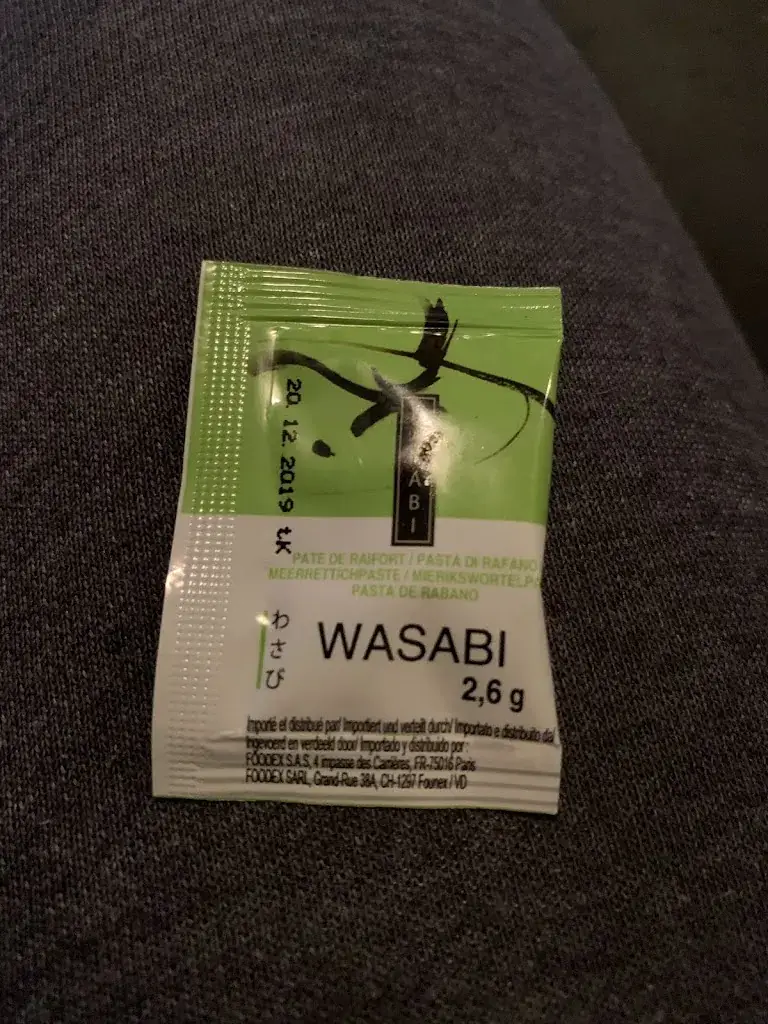 20. 12. 2019 tK
ABI
PATE DE RAIFORT / PASTA DI RAFANO
MEERRETTICHPASTE / MIERIKSWORTELPA
PASTA DE RABANO
わさび
WASABI
2,6 g
Importé et distribué par/ Importiert und verteilt durch/ Importato e distribuito da/
Ingevoerd en verdeeld door/ Importado y distribuido por :
FOODEX S.A.S, 4 impasse des Carrières, FR-75016 Paris
FOODEX SARL, Grand-Rue 38A, CH-1297 Founex / VD